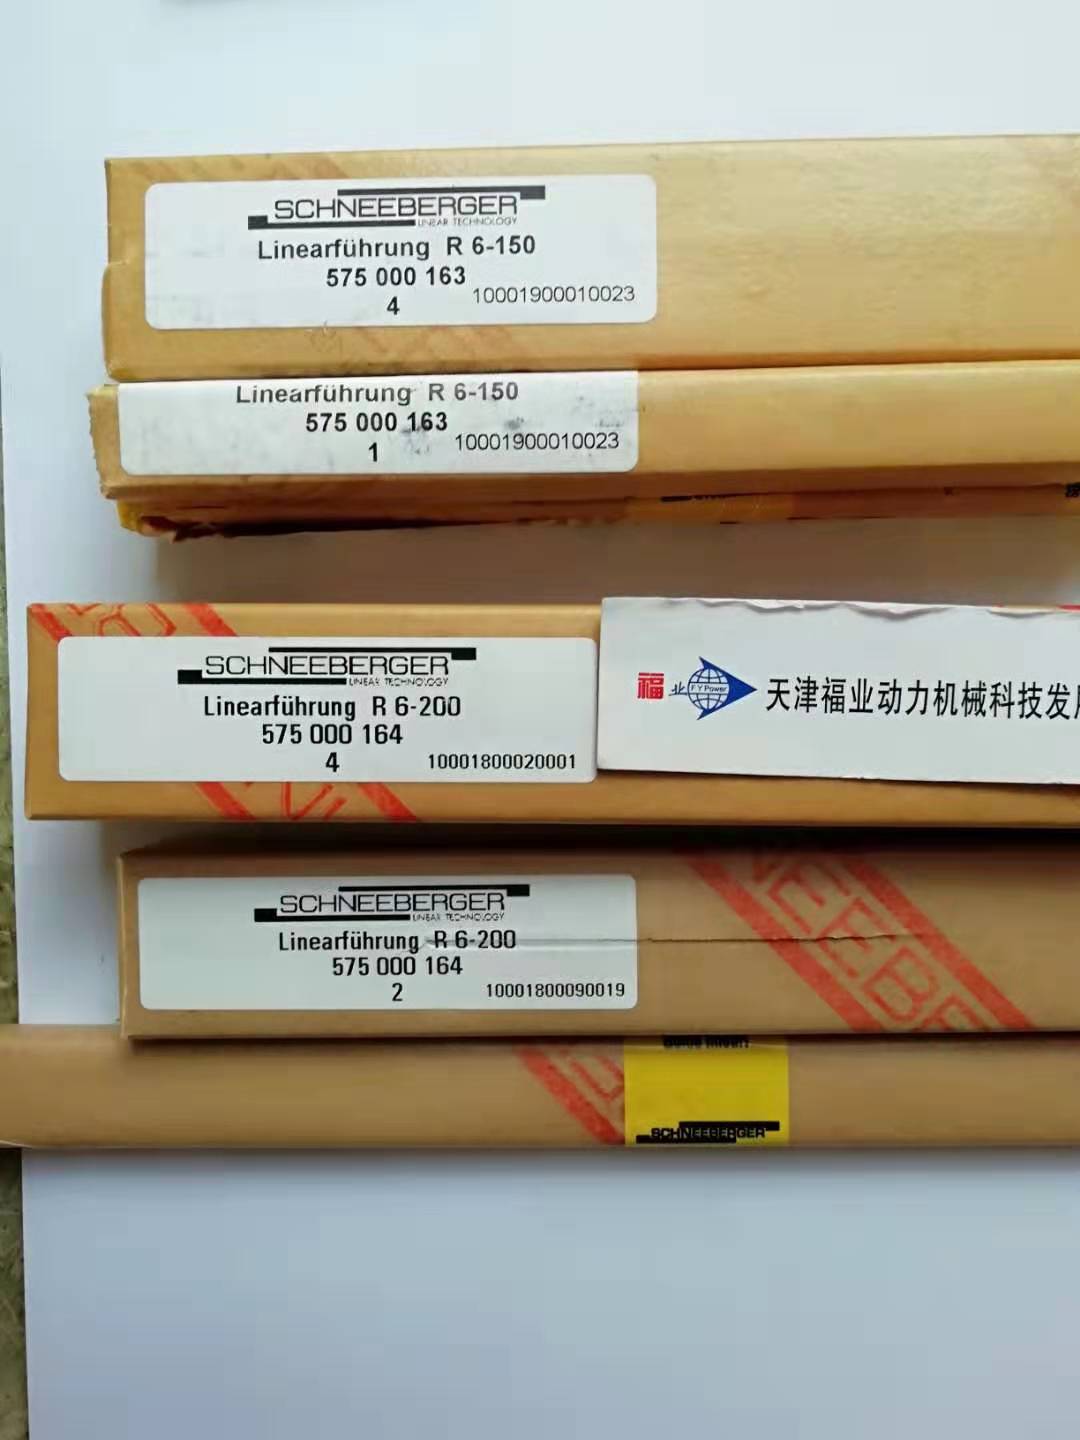 SCHNEEBERGER
LINEAR TECHNOLOGY
Linearführung R 6-150
575 000 163
4 10001900010023
Linearführung R 6-150
575 000 163
1 10001900010023
SCHNEEBERGER
LINEAR TECHNOLOGY
Linearführung R 6-200
575 000 164
4 10001800020001
福业 F Y Power 天津福业动力机械科技发
SCHNEEBERGER
LINEAR TECHNOLOGY
Linearführung R 6-200
575 000 164
2 10001800090019
EEBE
SCHNEEBERGER